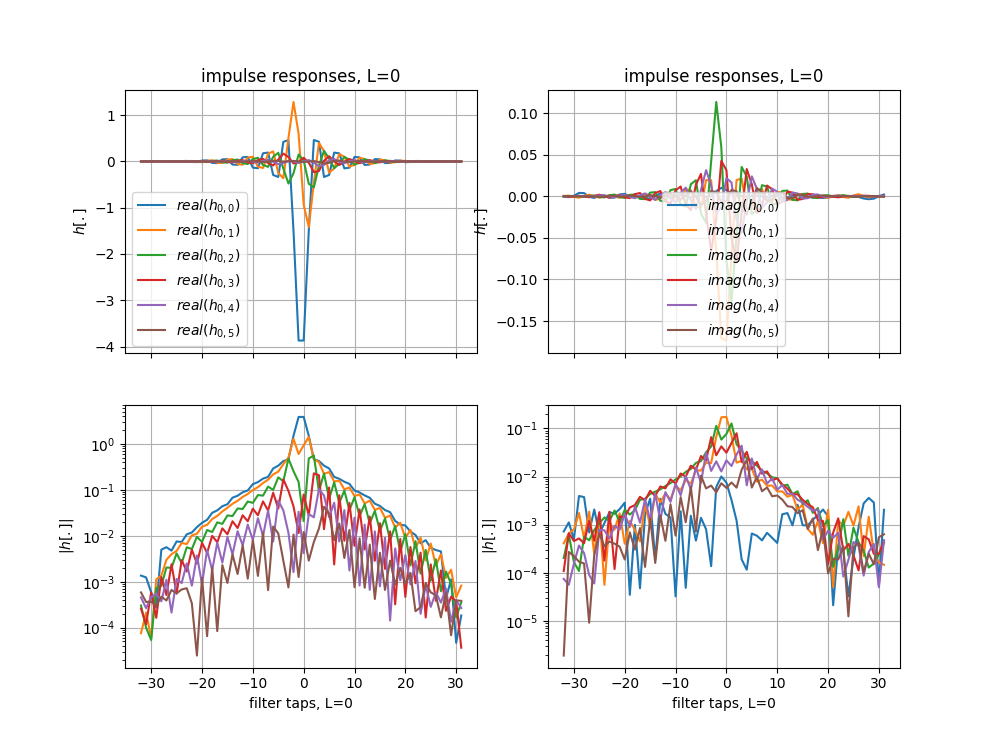 impulse responses, L=0
h[.]
1
0
−1
−2
−3
−4
real(h0,0)
real(h0,1)
real(h0,2)
real(h0,3)
real(h0,4)
real(h0,5)
impulse responses, L=0
h[.]
0.10
0.05
0.00
−0.05
−0.10
−0.15
imag(h0,0)
imag(h0,1)
imag(h0,2)
imag(h0,3)
imag(h0,4)
imag(h0,5)
|h[.]|
10^0
10^−1
10^−2
10^−3
10^−4
−30 −20 −10 0 10 20 30
filter taps, L=0
|h[.]|
10^−1
10^−2
10^−3
10^−4
10^−5
−30 −20 −10 0 10 20 30
filter taps, L=0